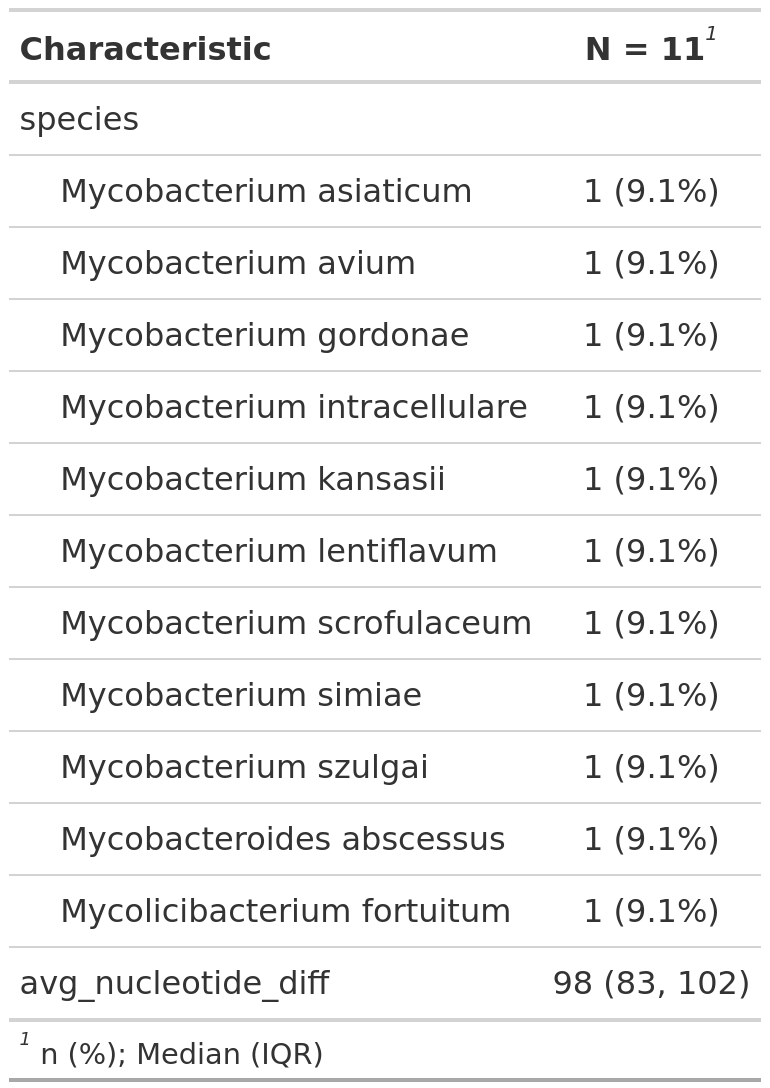 Characteristic N = 11¹
species
Mycobacterium asiaticum 1 (9.1%)
Mycobacterium avium 1 (9.1%)
Mycobacterium gordonae 1 (9.1%)
Mycobacterium intracellulare 1 (9.1%)
Mycobacterium kansasii 1 (9.1%)
Mycobacterium lentiflavum 1 (9.1%)
Mycobacterium scrofulaceum 1 (9.1%)
Mycobacterium simiae 1 (9.1%)
Mycobacterium szulgai 1 (9.1%)
Mycobacteroides abscessus 1 (9.1%)
Mycolicibacterium fortuitum 1 (9.1%)
avg_nucleotide_diff 98 (83, 102)
¹ n (%); Median (IQR)